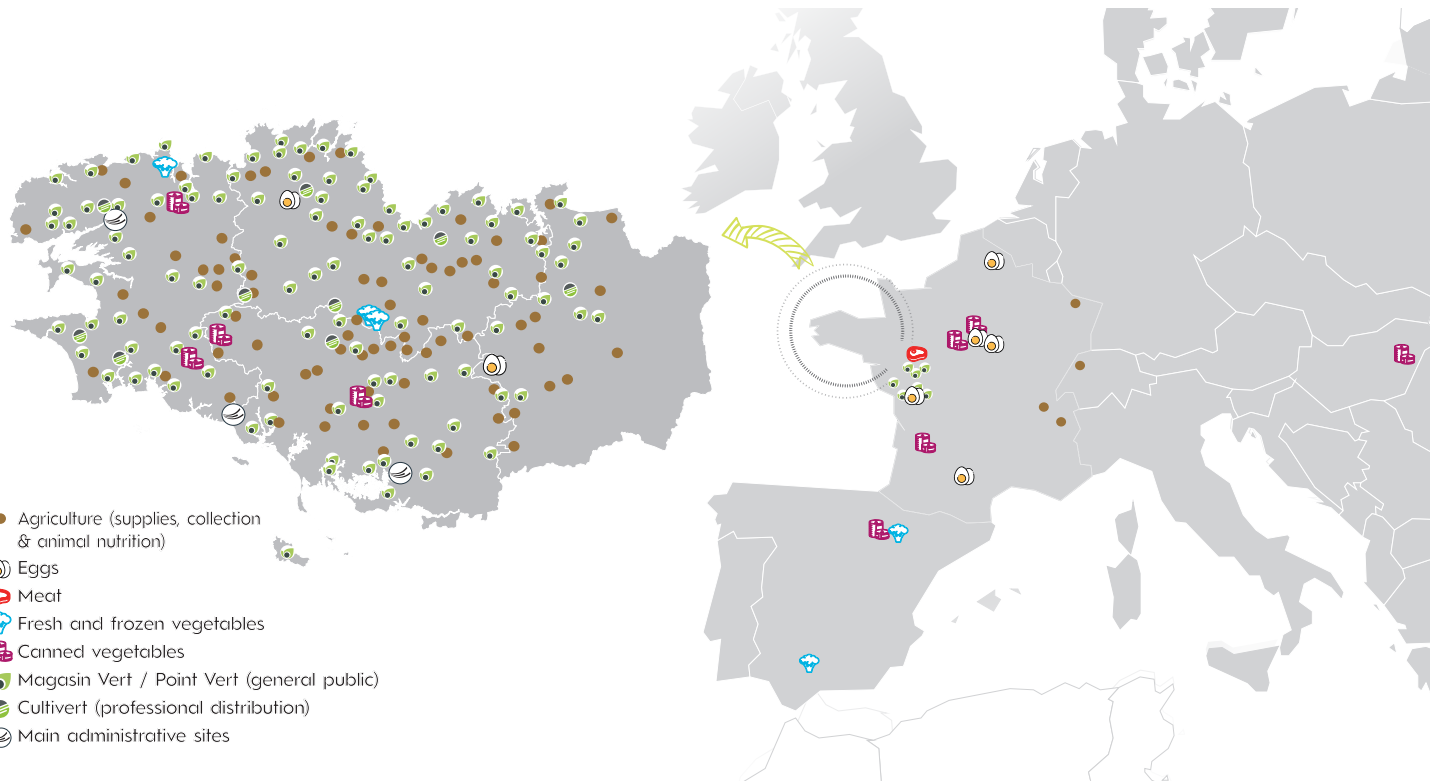 Agriculture (supplies, collection
& animal nutrition)
Eggs
Meat
Fresh and frozen vegetables
Canned vegetables
Magasin Vert / Point Vert (general public)
Cultivert (professional distribution)
Main administrative sites